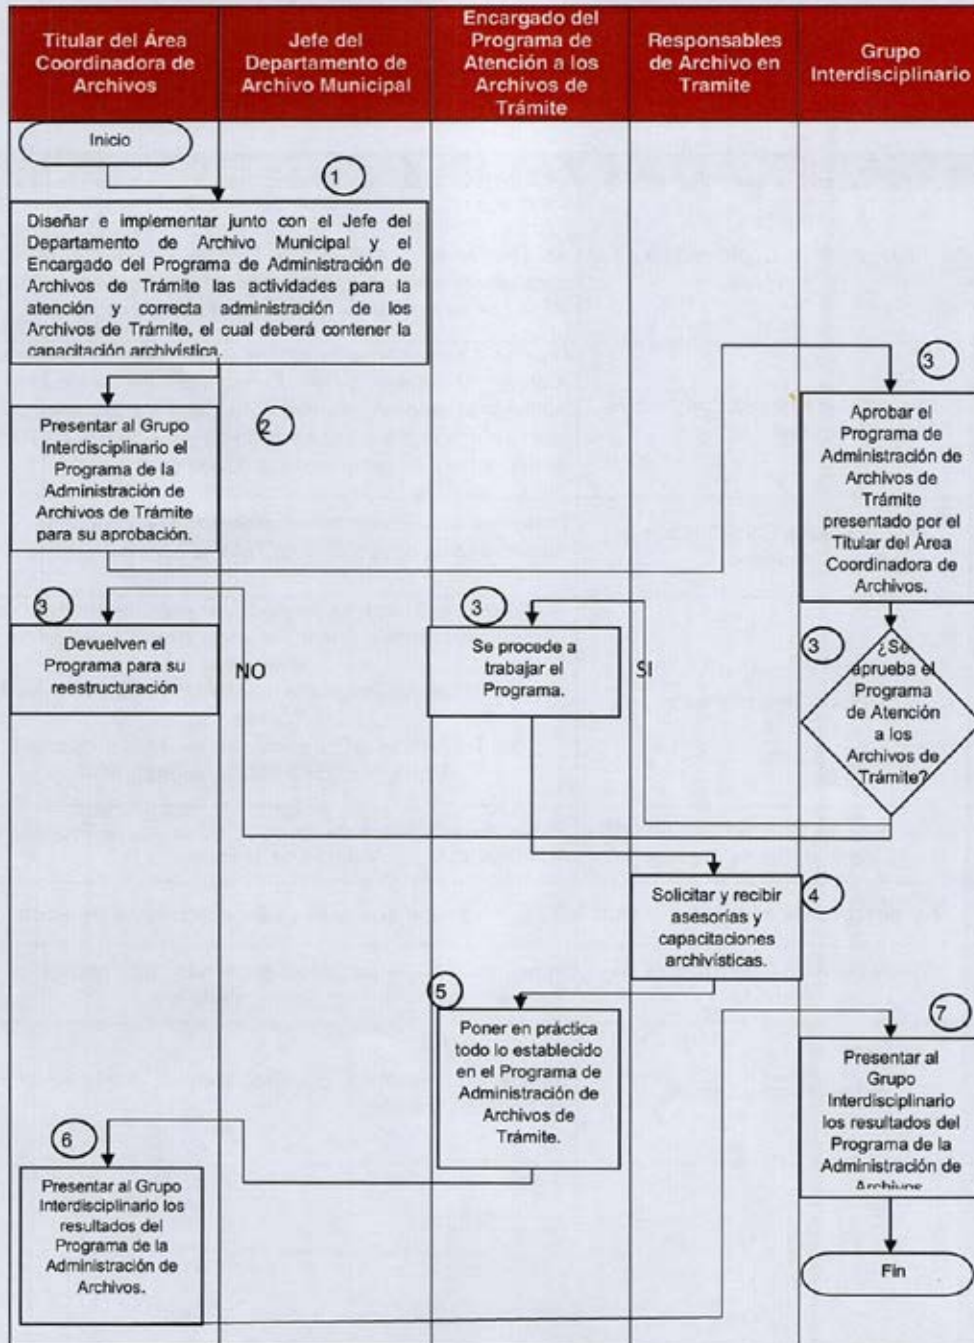 Titular del Área
Coordinadora de
Archivos
Jefe del
Departamento de
Archivo Municipal
Encargado del
Programa de
Atención a los
Archivos de
Trámite
Responsables
de Archivo en
Tramite
Grupo
Interdisciplinario
Inicio
1
Diseñar e implementar junto con el Jefe del
Departamento de Archivo Municipal y el
Encargado del Programa de Administración de
Archivos de Trámite las actividades para la
atención y correcta administración de los
Archivos de Trámite, el cual deberá contener la
capacitación archivística.
2
Presentar al Grupo
Interdisciplinario el
Programa de la
Administración de
Archivos de Trámite
para su aprobación.
3
Aprobar el
Programa de
Administración de
Archivos de
Trámite
presentado por el
Titular del Área
Coordinadora de
Archivos.
3
Devuelven el
Programa para su
reestructuración
NO
3
Se procede a
trabajar el
Programa.
SI
3
¿Se
aprueba el
Programa
de Atención
a los
Archivos de
Trámite?
4
Solicitar y recibir
asesorías y
capacitaciones
archivísticas.
5
Poner en práctica
todo lo establecido
en el Programa de
Administración de
Archivos de
Trámite.
6
Presentar al Grupo
Interdisciplinario los
resultados del
Programa de la
Administración de
Archivos.
7
Presentar al
Grupo
Interdisciplinario
los resultados del
Programa de la
Administración de
Archivos
Fin